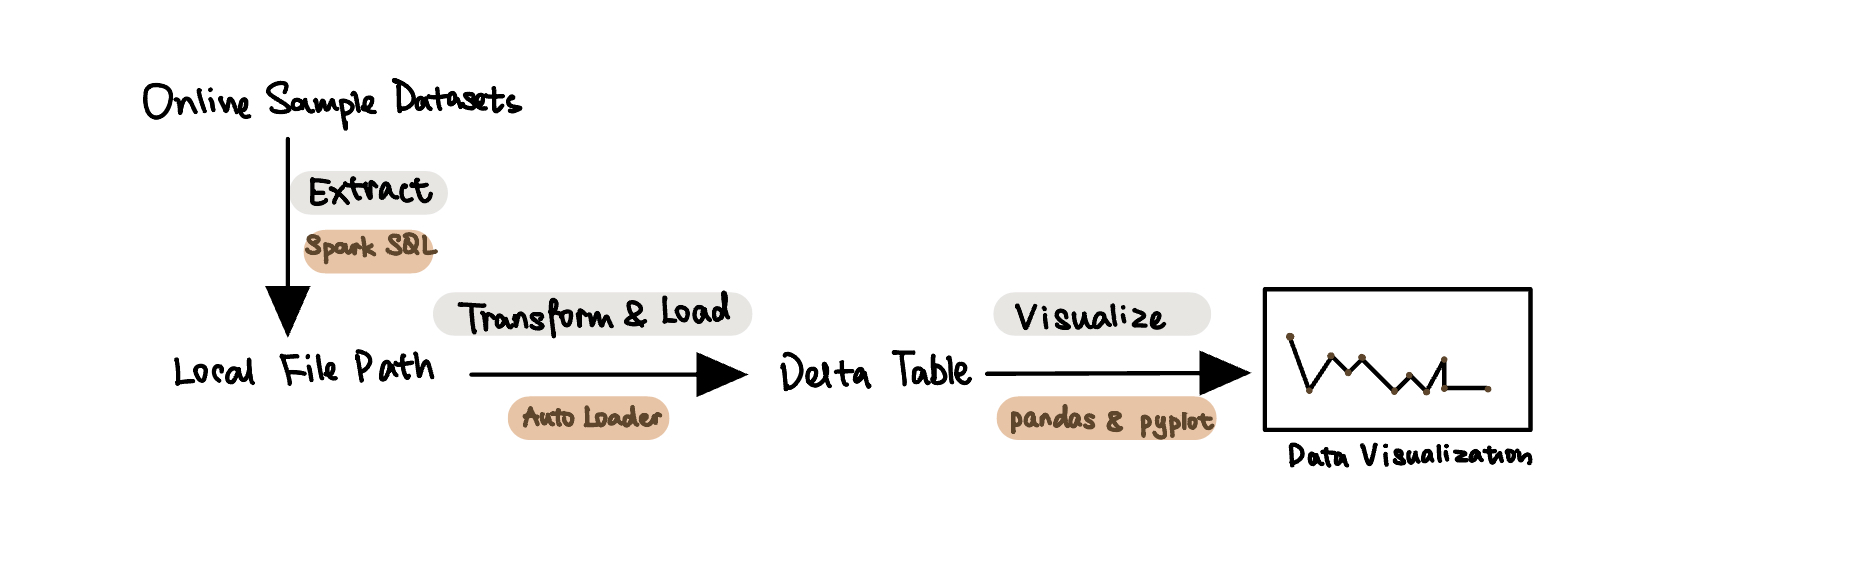 Online Sample Datasets
Extract
Spark SQL
Transform & Load
Visualize
Local File Path
Delta Table
Auto Loader
pandas & pyplot
Data Visualization